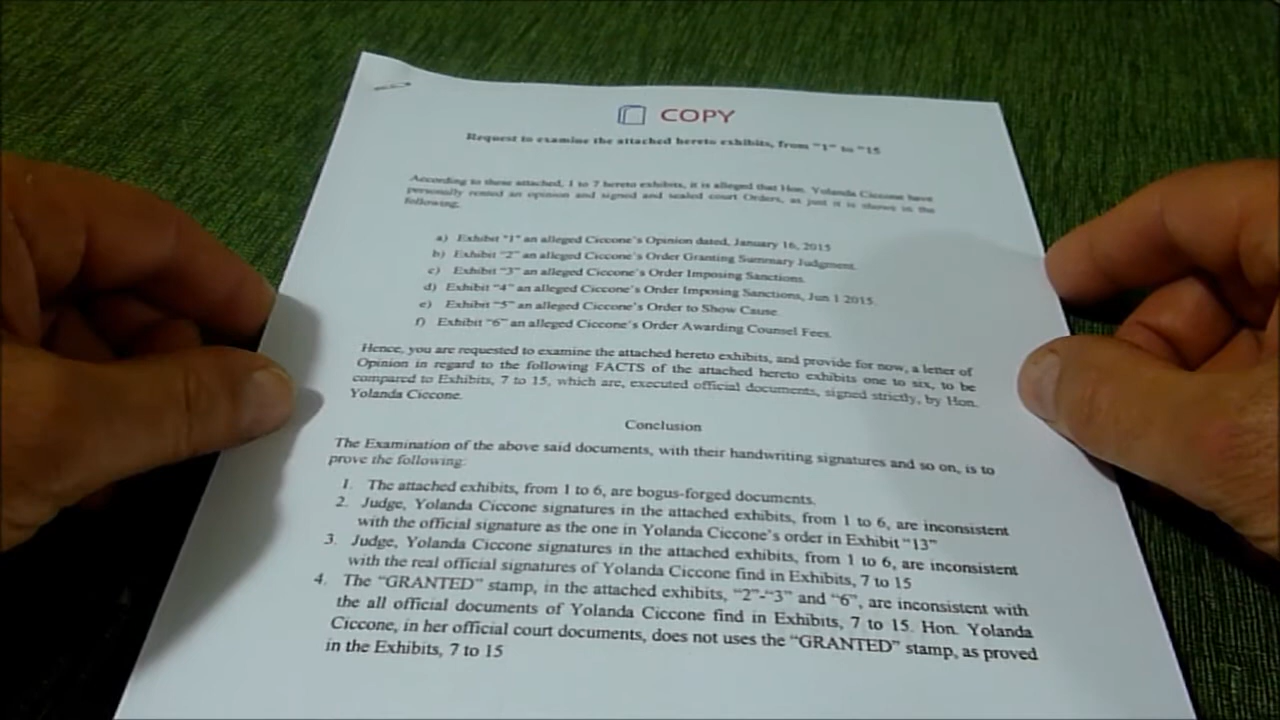 COPY
Request to examine the attached hereto exhibits, from "1" to "15
According to these attached, 1 to 7 hereto exhibits, it is alleged that Hon. Yolanda Ciccone have
personally rented an opinion and signed and sealed court Orders, as just it is shown in the
following;
a) Exhibit "1" an alleged Ciccone's Opinion dated, January 16, 2015
b) Exhibit "2" an alleged Ciccone's Order Granting Summary Judgment.
c) Exhibit "3" an alleged Ciccone's Order Imposing Sanctions.
d) Exhibit "4" an alleged Ciccone's Order Imposing Sanctions, Jun 1 2015.
e) Exhibit "5" an alleged Ciccone's Order to Show Cause.
f) Exhibit "6" an alleged Ciccone's Order Awarding Counsel Fees.
Hence, you are requested to examine the attached hereto exhibits, and provide for now, a letter of
Opinion in regard to the following FACTS of the attached hereto exhibits one to six, to be
compared to Exhibits, 7 to 15, which are, executed official documents, signed strictly, by Hon.
Yolanda Ciccone.
Conclusion
The Examination of the above said documents, with their handwriting signatures and so on, is to
prove the following:
1. The attached exhibits, from 1 to 6, are bogus-forged documents.
2. Judge, Yolanda Ciccone signatures in the attached exhibits, from 1 to 6, are inconsistent
with the official signature as the one in Yolanda Ciccone's order in Exhibit "13"
3. Judge, Yolanda Ciccone signatures in the attached exhibits, from 1 to 6, are inconsistent
with the real official signatures of Yolanda Ciccone find in Exhibits, 7 to 15
4. The "GRANTED" stamp, in the attached exhibits, "2"-"3" and "6", are inconsistent with
the all official documents of Yolanda Ciccone find in Exhibits, 7 to 15. Hon. Yolanda
Ciccone, in her official court documents, does not uses the "GRANTED" stamp, as proved
in the Exhibits, 7 to 15